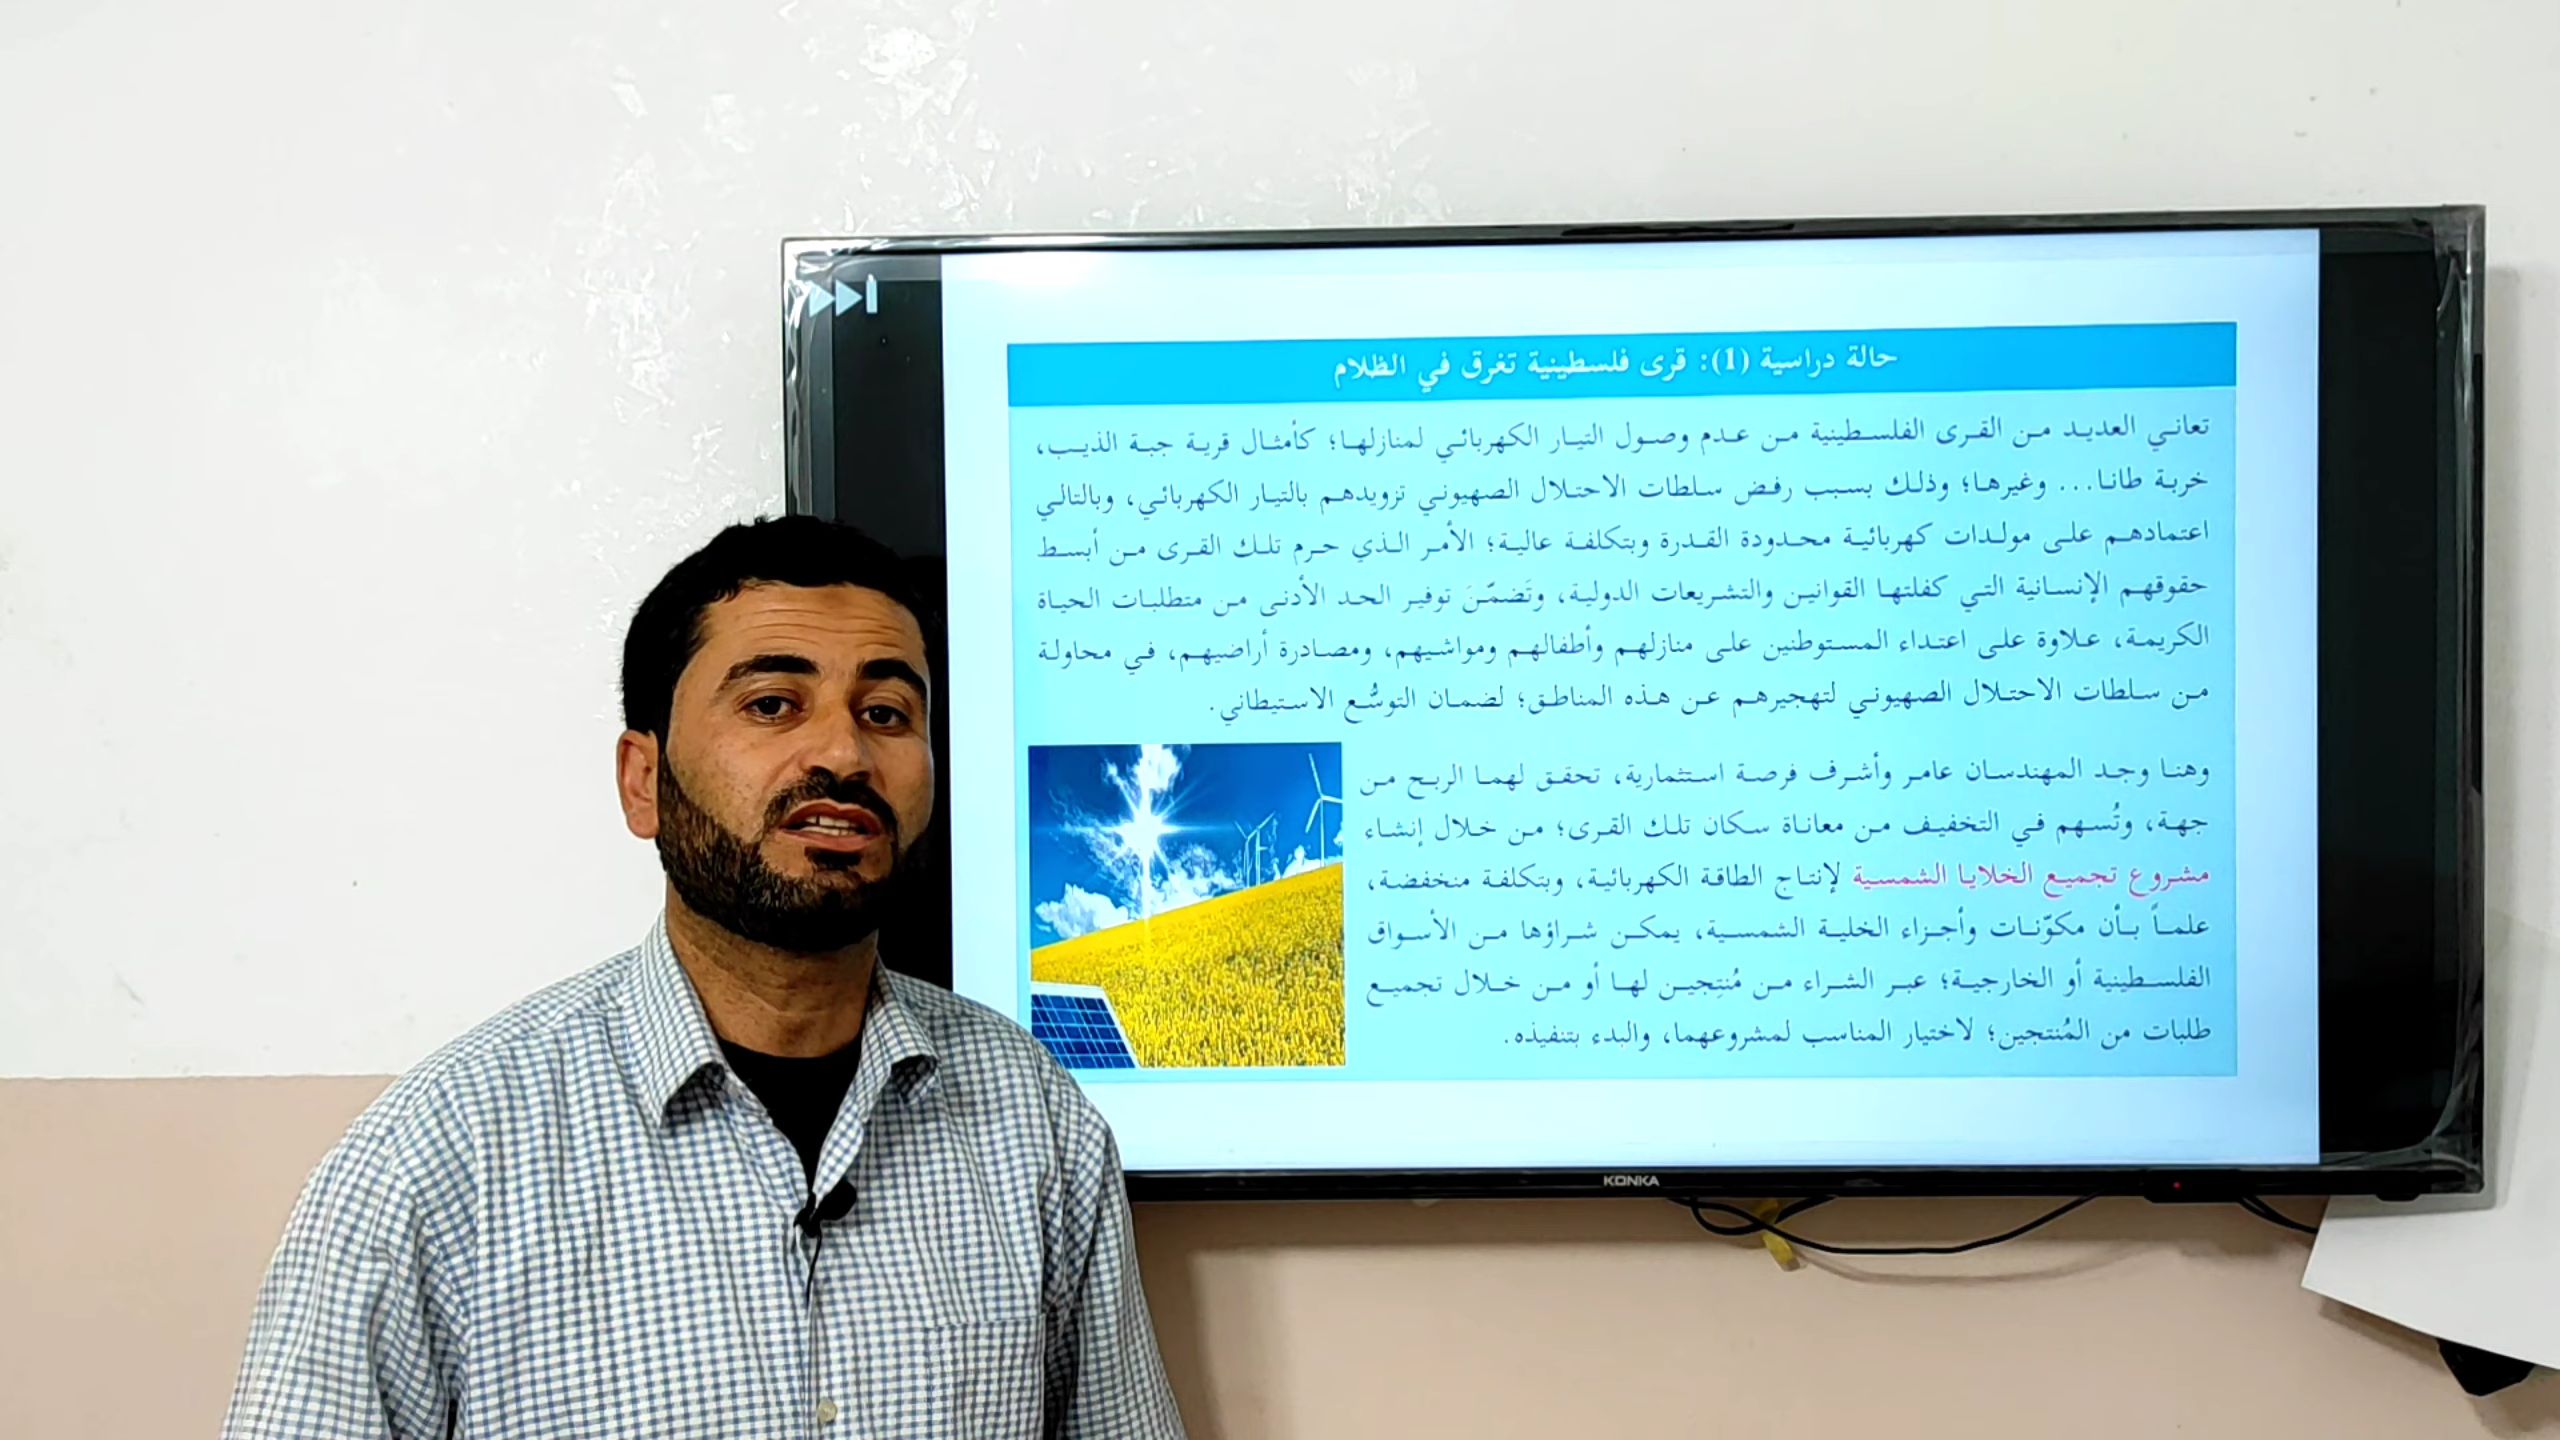 حالة دراسية (1): قرى فلسطينية تغرق في الظلام
تعاني العديد من القرى الفلسطينية من عدم وصول التيار الكهربائي لمنازلها؛ كأمثال قرية جبة الذيب،
خربة طانا... وغيرها؛ وذلك بسبب رفض سلطات الاحتلال الصهيوني تزويدهم بالتيار الكهربائي، وبالتالي
اعتمادهم على مولدات كهربائية محدودة القدرة وبتكلفة عالية؛ الأمر الذي حرم تلك القرى من أبسط
حقوقهم الإنسانية التي كفلتها القوانين والتشريعات الدولية، وتَضمّنَ توفير الحد الأدنى من متطلبات الحياة
الكريمة، علاوة على اعتداء المستوطنين على منازلهم وأطفالهم ومواشيهم، ومصادرة أراضيهم، في محاولة
من سلطات الاحتلال الصهيوني لتهجيرهم عن هذه المناطق؛ لضمان التوسُّع الاستيطاني.
وهنا وجد المهندسان عامر وأشرف فرصة استثمارية، تحقق لهما الربح من
جهة، وتُسهم في التخفيف من معاناة سكان تلك القرى؛ من خلال إنشاء
مشروع تجميع الخلايا الشمسية لإنتاج الطاقة الكهربائية، وبتكلفة منخفضة،
علماً بأن مكوّنات وأجزاء الخلية الشمسية، يمكن شراؤها من الأسواق
الفلسطينية أو الخارجية؛ عبر الشراء من مُنتِجين لها أو من خلال تجميع
طلبات من المُنتجين؛ لاختيار المناسب لمشروعهما، والبدء بتنفيذه.
KONKA